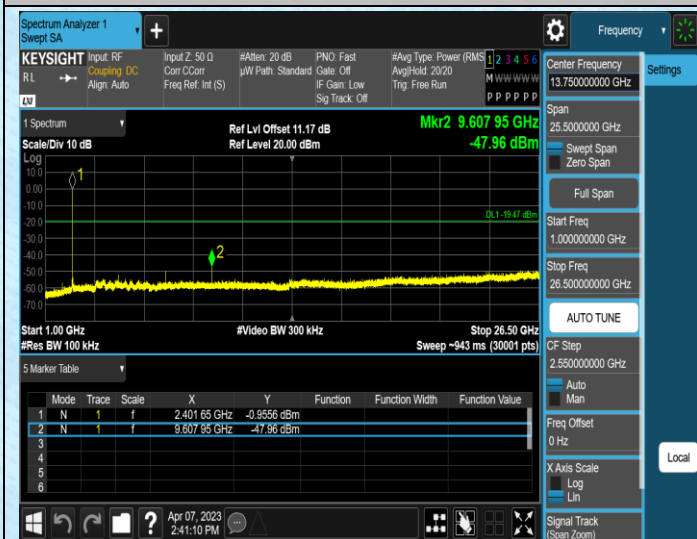 Spectrum Analyzer 1
Swept SA
Frequency
KEYSIGHT
RL
LXI
Input: RF
Coupling: DC
Align: Auto
Input Z: 50 Ω
Corr CCorr
Freq Ref: Int (S)
#Atten: 20 dB
µW Path: Standard
PNO: Fast
Gate: Off
IF Gain: Low
Sig Track: Off
#Avg Type: Power (RMS
Avg|Hold: 20/20
Trig: Free Run
1 2 3 4 5 6
M W W W W W
P P P P P P
Center Frequency
13.750000000 GHz
Settings
Span
25.5000000 GHz
Swept Span
Zero Span
Full Span
Start Freq
1.000000000 GHz
Stop Freq
26.500000000 GHz
AUTO TUNE
CF Step
2.550000000 GHz
Auto
Man
Freq Offset
0 Hz
X Axis Scale
Log
Lin
Local
Signal Track
(Span Zoom)
1 Spectrum
Scale/Div 10 dB
Ref Lvl Offset 11.17 dB
Ref Level 20.00 dBm
Mkr2 9.607 95 GHz
-47.96 dBm
Log
10.0
0.00
-10.0
-20.0
-30.0
-40.0
-50.0
-60.0
-70.0
1
2
DL1 -19.47 dBm
Start 1.00 GHz
#Res BW 100 kHz
#Video BW 300 kHz
Stop 26.50 GHz
Sweep ~943 ms (30001 pts)
5 Marker Table
Mode Trace Scale X Y Function Function Width Function Value
1 N 1 f 2.401 65 GHz -0.9556 dBm
2 N 1 f 9.607 95 GHz -47.96 dBm
3
4
5
6
?
Apr 07, 2023
2:41:10 PM